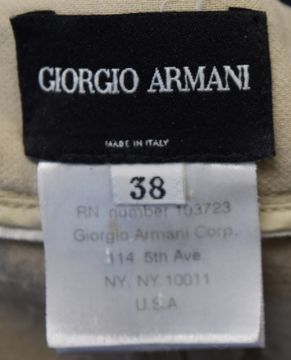 GIORGIO ARMANI
MADE IN ITALY
38
RN number 103723
Giorgio Armani Corp.
114 5th Ave.
NY, NY 10011
U.S.A